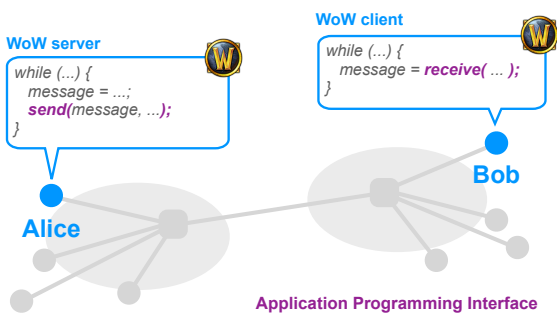 WoW server
while (...) {
message = ...;
send(message, ...);
}
WoW client
while (...) {
message = receive( ... );
}
W
W
Alice
Bob
Application Programming Interface